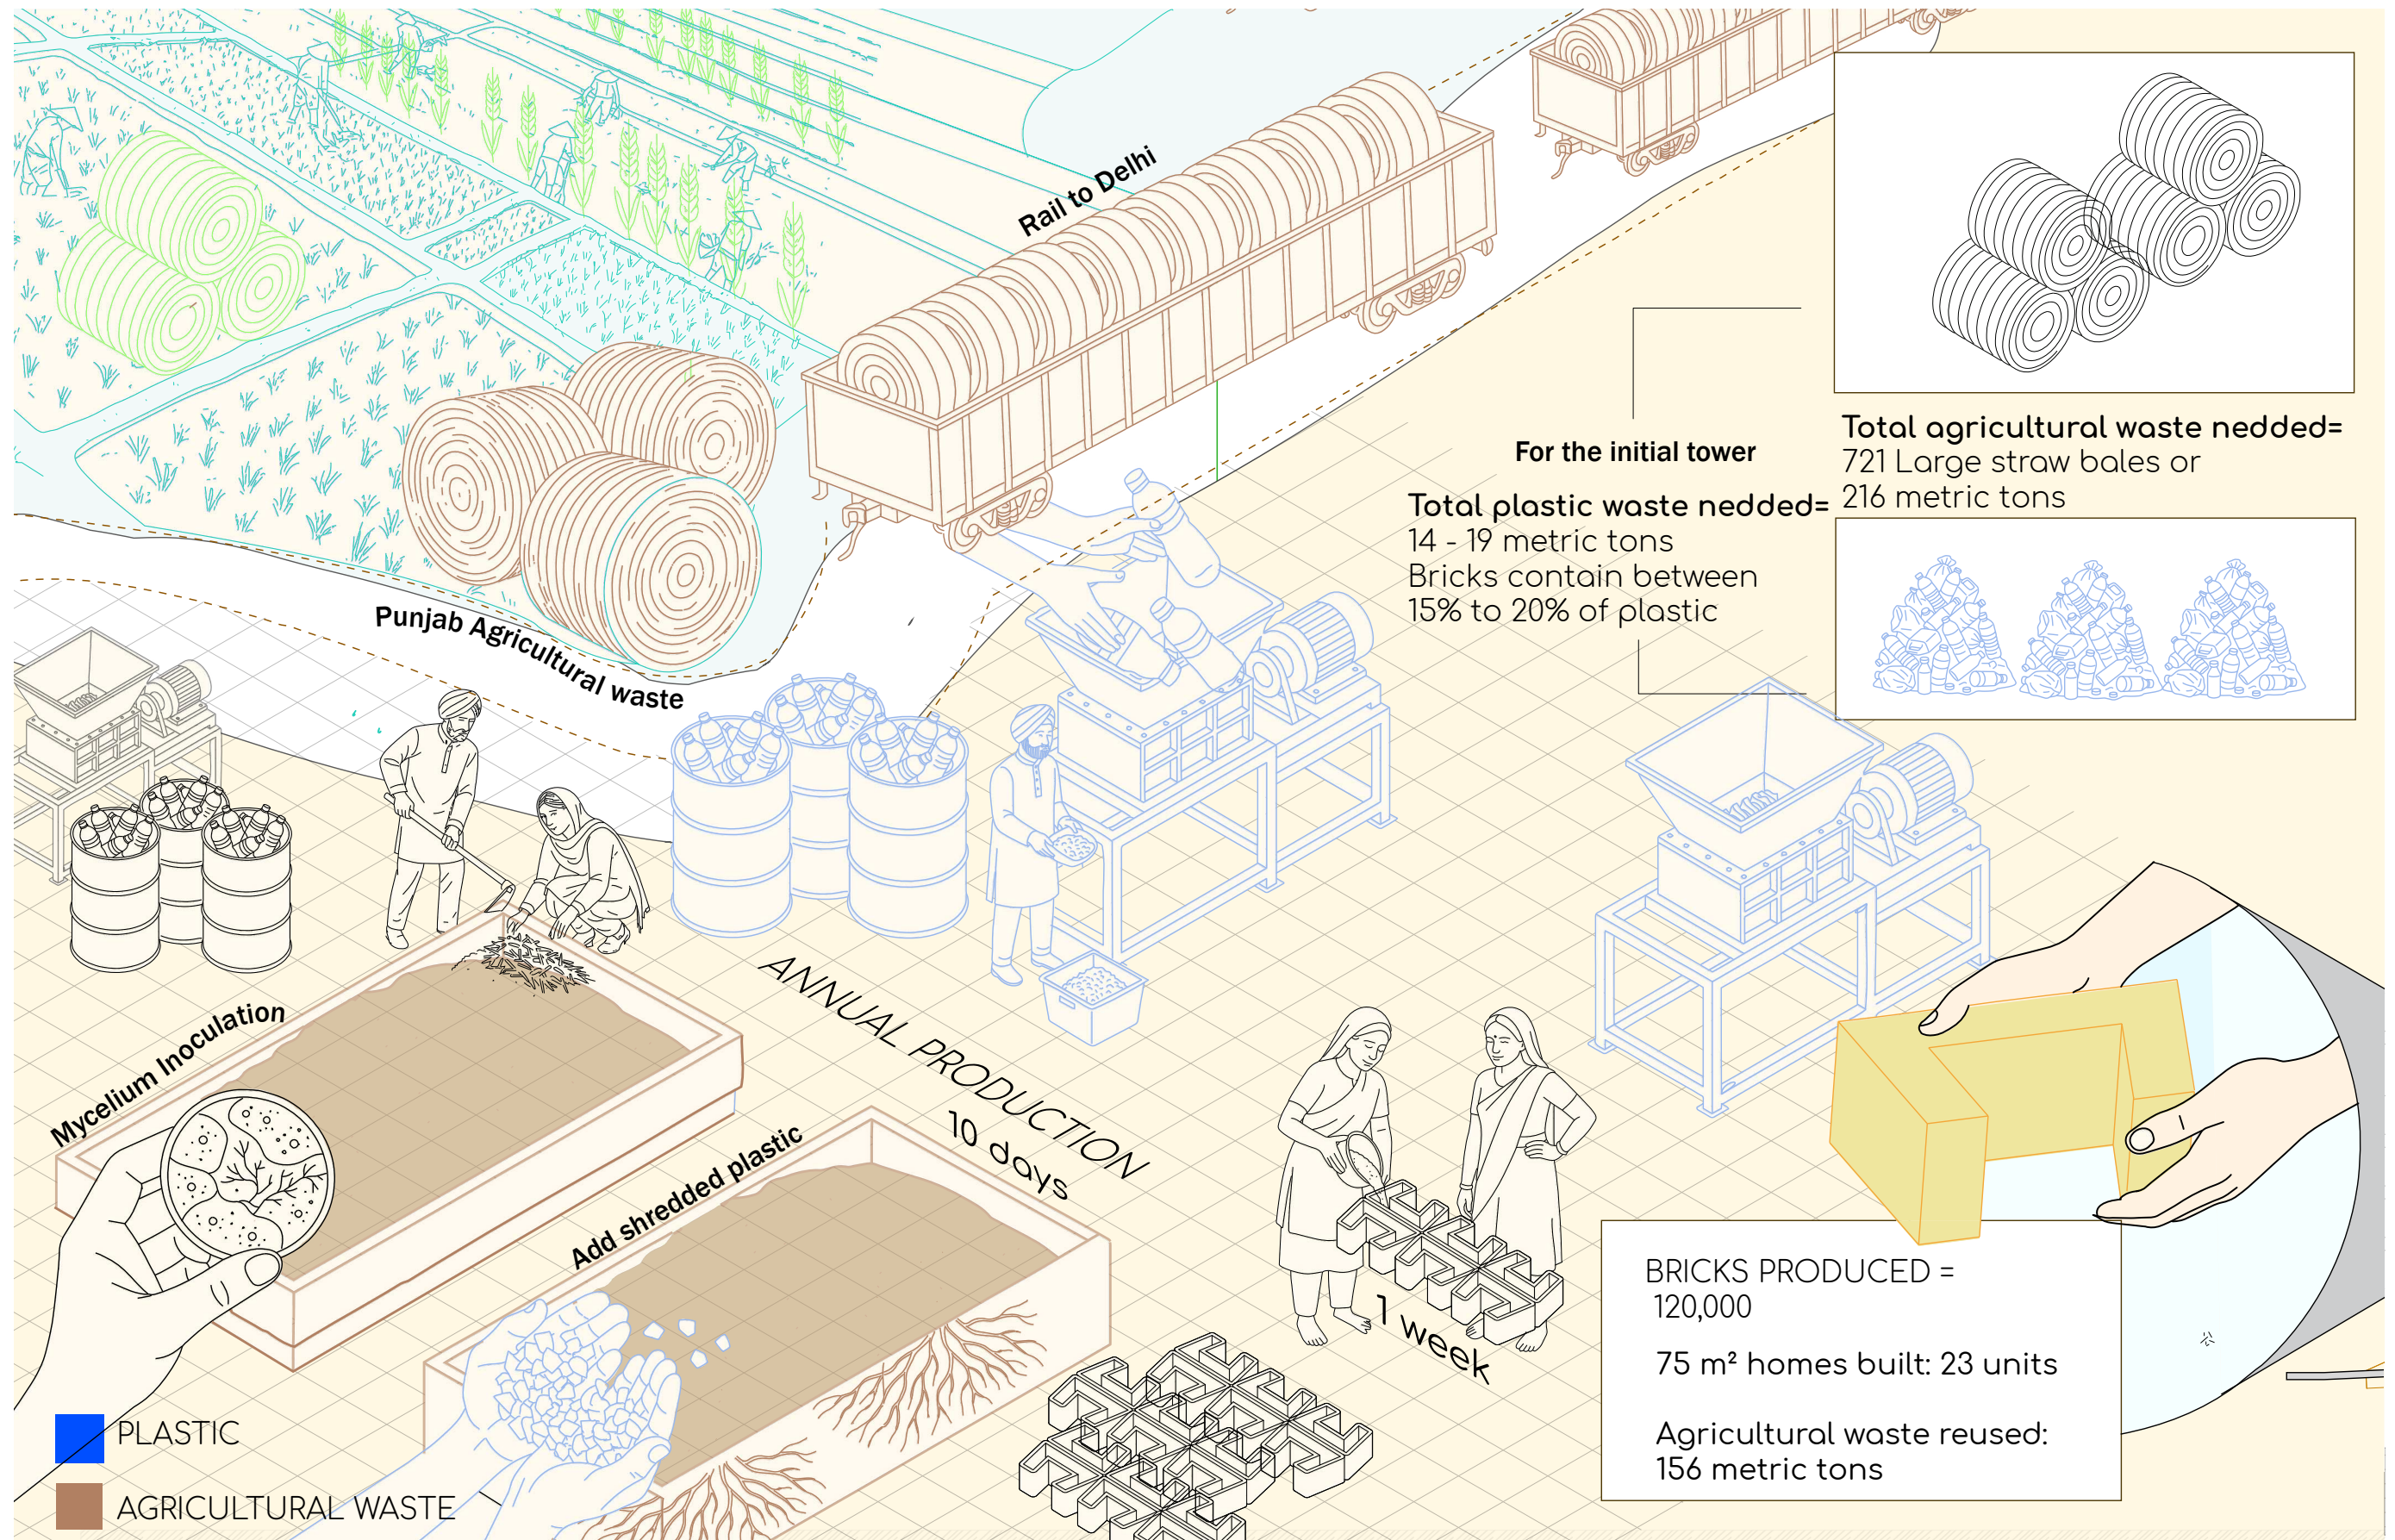 Rail to Delhi
Punjab Agricultural waste
For the initial tower
Total plastic waste nedded=
14 - 19 metric tons
Bricks contain between
15% to 20% of plastic
Total agricultural waste nedded=
721 Large straw bales or
216 metric tons
Mycelium Inoculation
Add shredded plastic
ANNUAL PRODUCTION
10 days
1 week
BRICKS PRODUCED =
120,000
75 m² homes built: 23 units
Agricultural waste reused:
156 metric tons
PLASTIC
AGRICULTURAL WASTE